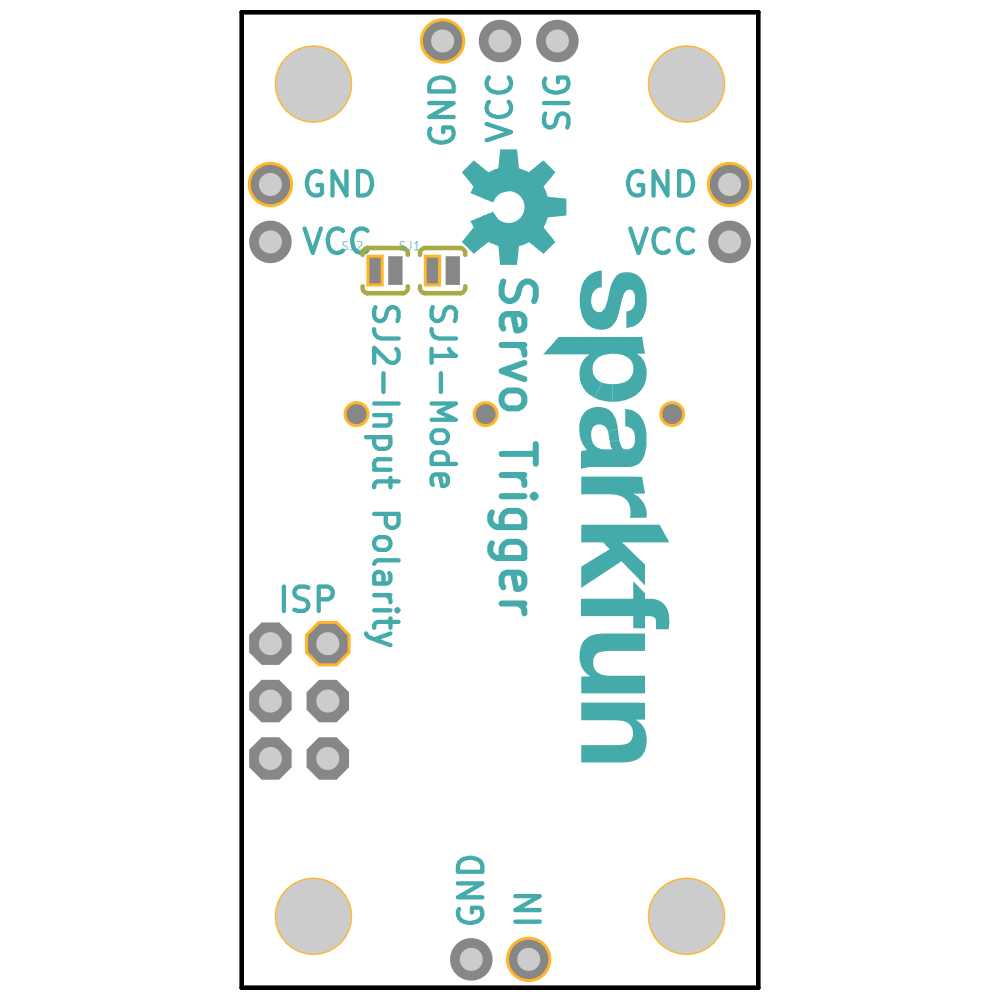 GND
VCC
SIG
GND
GND
VCC
VCC
SJ2
SJ1
SJ2-Input Polarity
SJ1-Mode
Servo Trigger
sparkfun
ISP
GND
IN